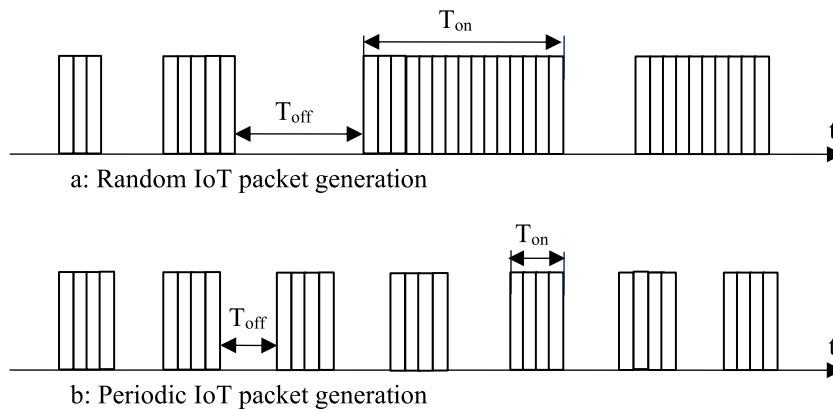 Ton
Toff
t
a: Random IoT packet generation
Ton
Toff
t
b: Periodic IoT packet generation